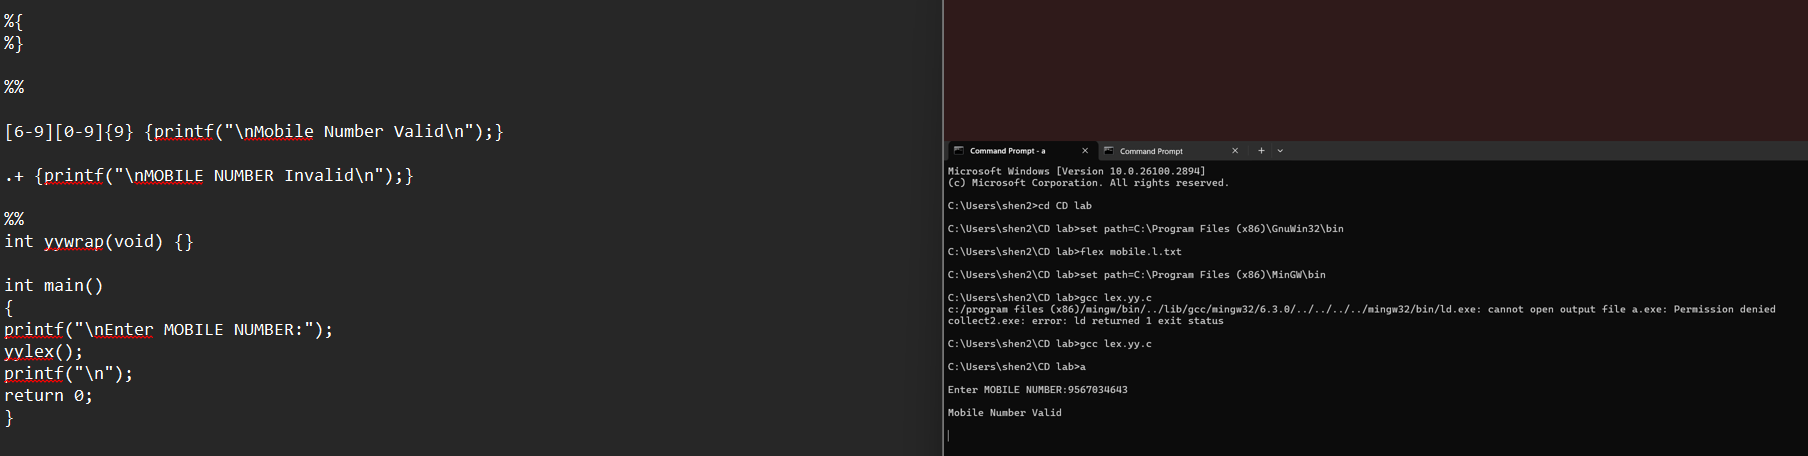 %{
%}
%%
[6-9][0-9]{9} {printf("\nMobile Number Valid\n");}
.+ {printf("\nMOBILE NUMBER Invalid\n");}
%%
int yywrap(void) {}
int main()
{
printf("\nEnter MOBILE NUMBER:");
yylex();
printf("\n");
return 0;
}
Command Prompt - a
Command Prompt
Microsoft Windows [Version 10.0.26100.2894]
(c) Microsoft Corporation. All rights reserved.
C:\Users\shen2>cd CD lab
C:\Users\shen2\CD lab>set path=C:\Program Files (x86)\GnuWin32\bin
C:\Users\shen2\CD lab>flex mobile.l.txt
C:\Users\shen2\CD lab>set path=C:\Program Files (x86)\MinGW\bin
C:\Users\shen2\CD lab>gcc lex.yy.c
c:/program files (x86)/mingw/bin/../lib/gcc/mingw32/6.3.0/../../../../mingw32/bin/ld.exe: cannot open output file a.exe: Permission denied
collect2.exe: error: ld returned 1 exit status
C:\Users\shen2\CD lab>gcc lex.yy.c
C:\Users\shen2\CD lab>a
Enter MOBILE NUMBER:9567034643
Mobile Number Valid